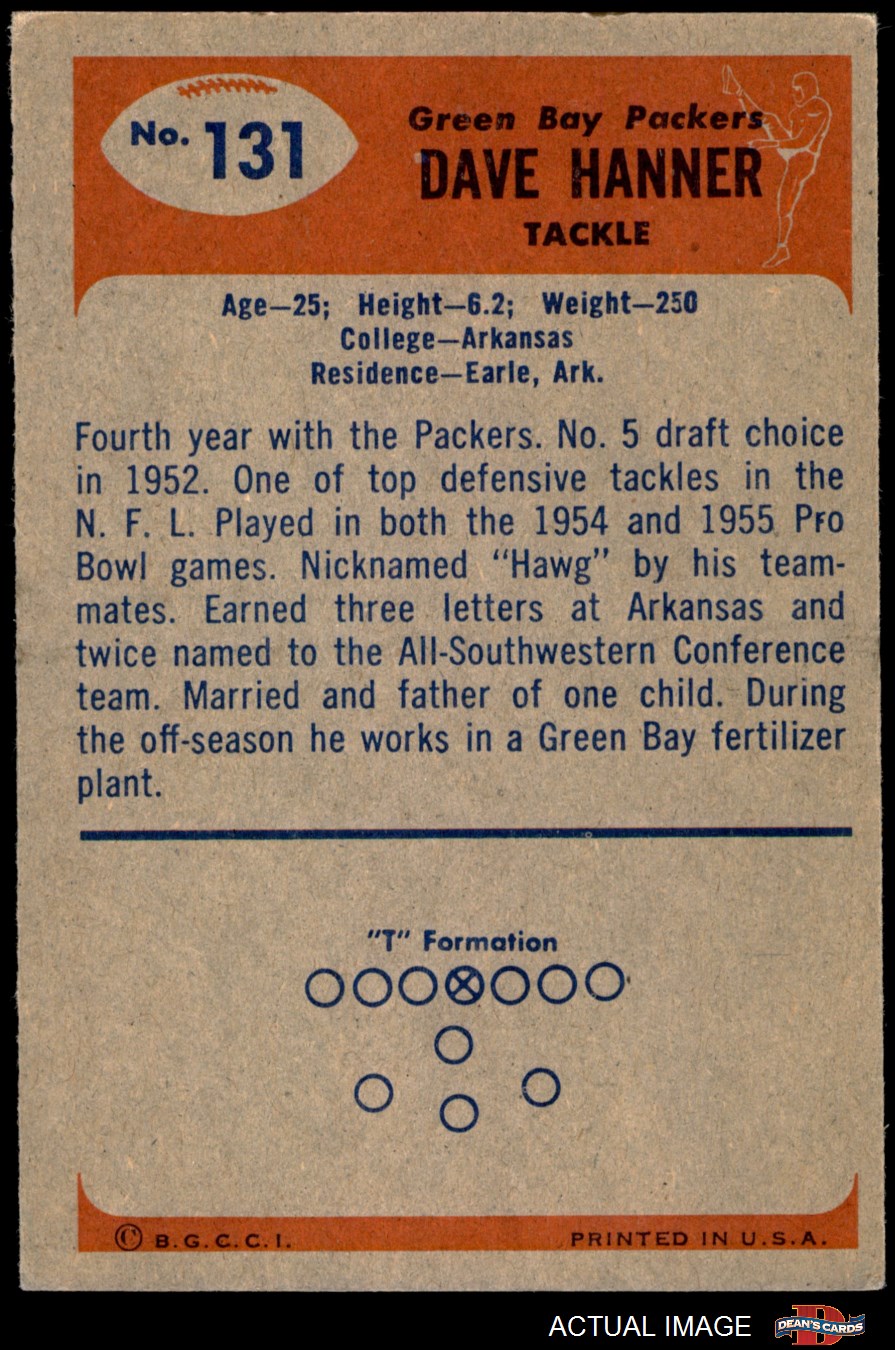 No. 131
Green Bay Packers
DAVE HANNER
TACKLE
Age—25; Height—6.2; Weight—250
College—Arkansas
Residence—Earle, Ark.
Fourth year with the Packers. No. 5 draft choice
in 1952. One of top defensive tackles in the
N. F. L. Played in both the 1954 and 1955 Pro
Bowl games. Nicknamed "Hawg" by his team-
mates. Earned three letters at Arkansas and
twice named to the All-Southwestern Conference
team. Married and father of one child. During
the off-season he works in a Green Bay fertilizer
plant.
"T" Formation
© B.G.C.C.I.
PRINTED IN U.S.A.
ACTUAL IMAGE
D
DEAN'S CARDS